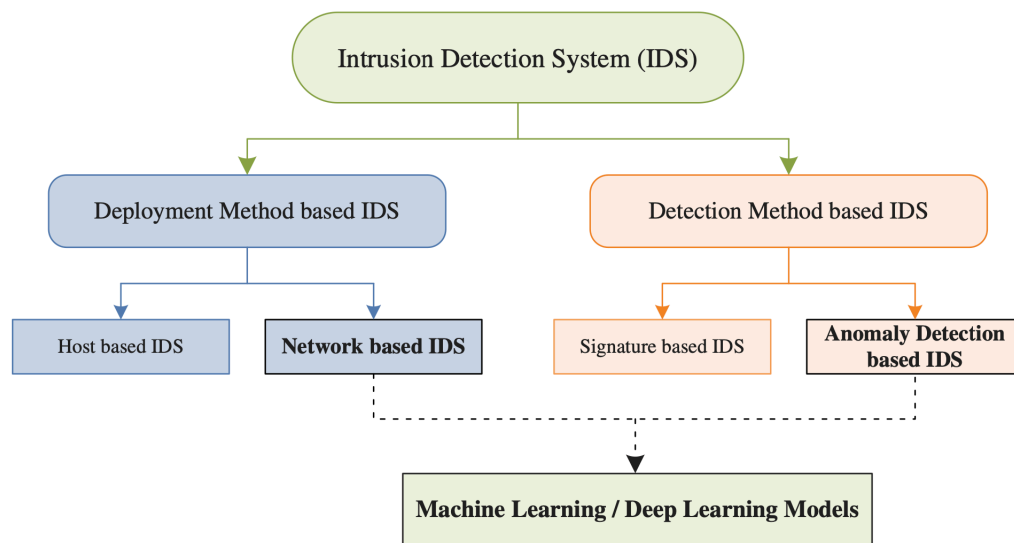 Intrusion Detection System (IDS)
Deployment Method based IDS
Detection Method based IDS
Host based IDS
Network based IDS
Signature based IDS
Anomaly Detection
based IDS
Machine Learning / Deep Learning Models